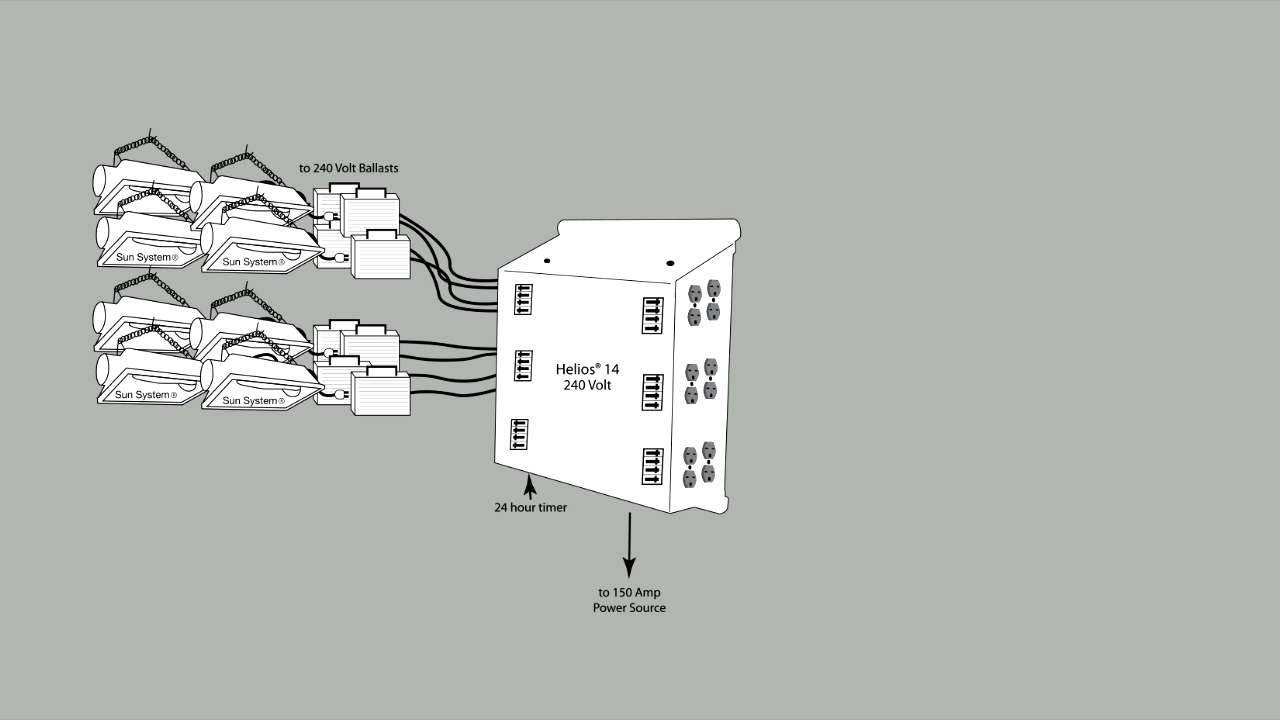 to 240 Volt Ballasts
Sun System®
Sun System®
Helios® 14
240 Volt
Sun System®
Sun System®
24 hour timer
to 150 Amp
Power Source